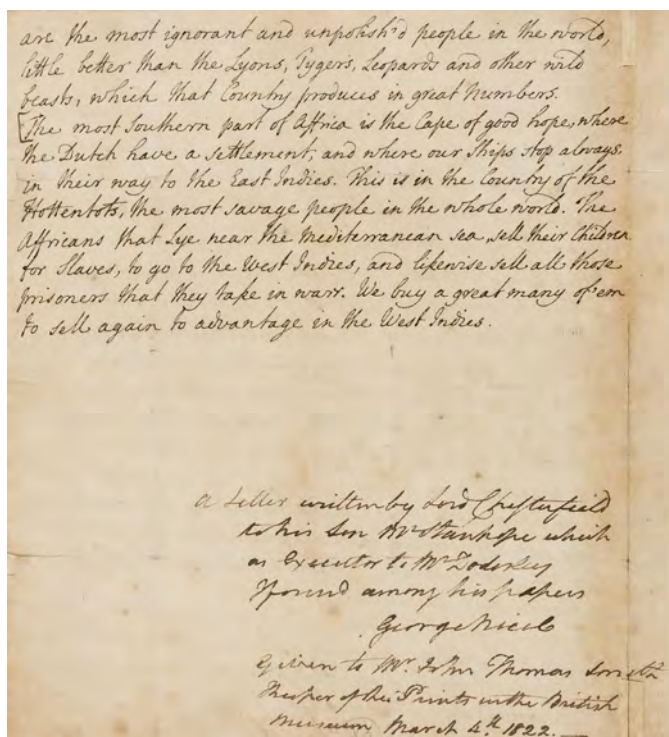 are the most ignorant and unpolish'd people in the world,
little better than the Lyons, Tygers, Leopards and other wild
beasts, which that Country produces in great numbers.
[The most Southern part of Affrica is the Cape of good hope, where
the Dutch have a settlement, and where our Ships stop always
in their way to the East Indies. This is in the Country of the
Hottentots, the most savage people in the whole world. The
Affricans that Lye near the Mediterranean sea, sell their Children
for Slaves, to go to the West Indies, and likewise sell all those
prisoners that they take in warr. We buy a great many of 'em
to sell again to advantage in the West Indies.
A Letter written by Lord Chesterfield
to his Son Mr Stanhope which
as Executor to Mr
I found among his papers
George Nicol
Given to Mr. John Thomas Smith
Keeper of the Prints in the British
Museum March 4th. 1822.